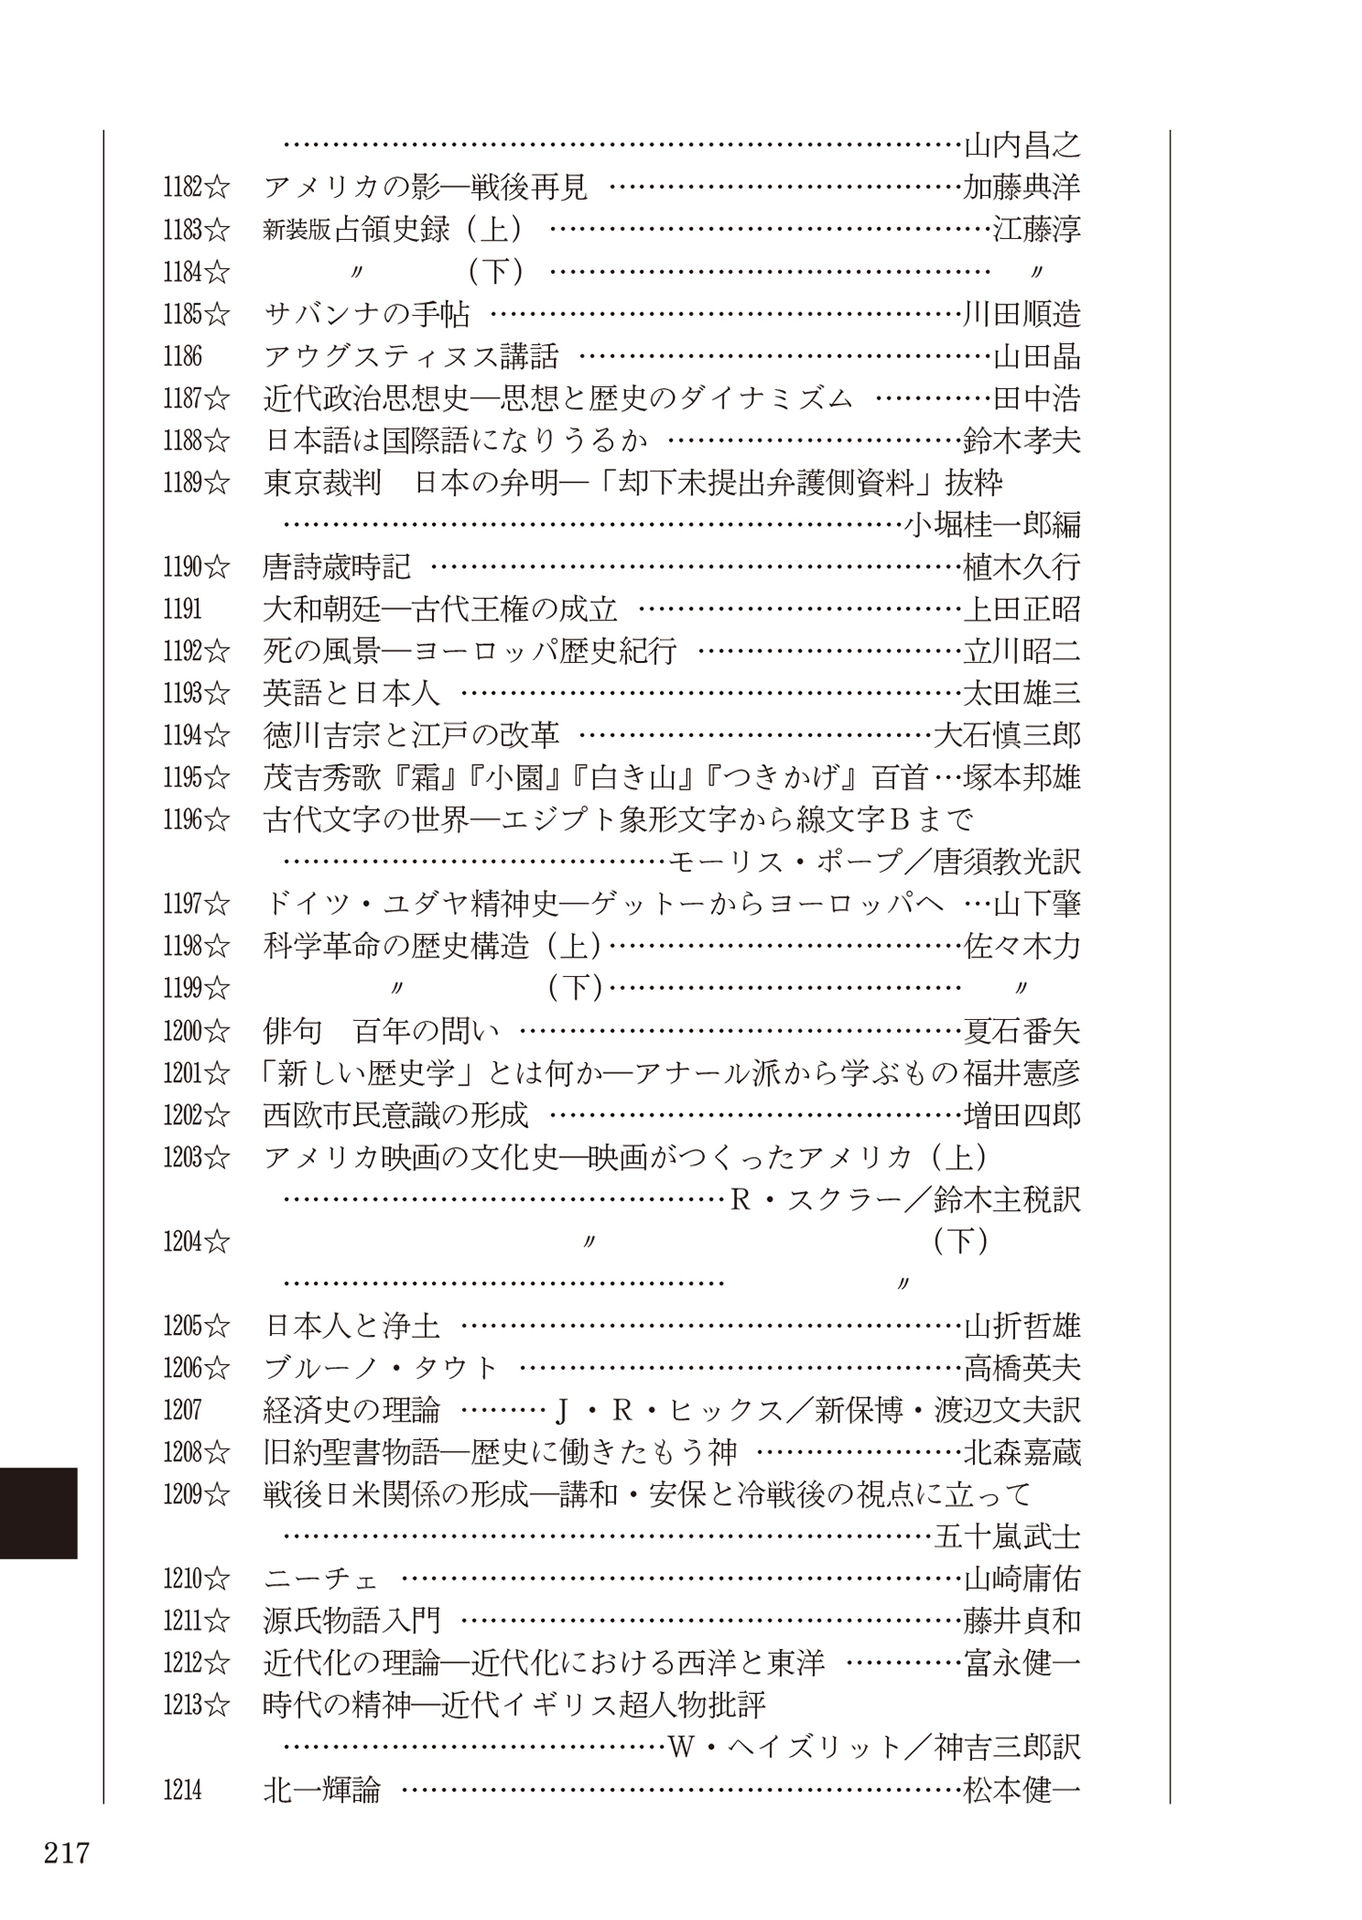 ……………………………………………………………山内昌之
1182☆ アメリカの影―戦後再見 ………………………………加藤典洋
1183☆ 新装版占領史録（上） ………………………………………江藤淳
1184☆ 〃 （下） ……………………………………… 〃
1185☆ サバンナの手帖 …………………………………………川田順造
1186 アウグスティヌス講話 ……………………………………山田晶
1187☆ 近代政治思想史―思想と歴史のダイナミズム …………田中浩
1188☆ 日本語は国際語になりうるか …………………………鈴木孝夫
1189☆ 東京裁判　日本の弁明―「却下未提出弁護側資料」抜粋
………………………………………………………小堀桂一郎編
1190☆ 唐詩歳時記 ………………………………………………植木久行
1191 大和朝廷―古代王権の成立 ……………………………上田正昭
1192☆ 死の風景―ヨーロッパ歴史紀行 ………………………立川昭二
1193☆ 英語と日本人 ……………………………………………太田雄三
1194☆ 徳川吉宗と江戸の改革 ………………………………大石慎三郎
1195☆ 茂吉秀歌『霜』『小園』『白き山』『つきかげ』百首…塚本邦雄
1196☆ 古代文字の世界―エジプト象形文字から線文字Ｂまで
…………………………………モーリス・ポープ／唐須教光訳
1197☆ ドイツ・ユダヤ精神史―ゲットーからヨーロッパへ …山下肇
1198☆ 科学革命の歴史構造（上）………………………………佐々木力
1199☆ 〃 （下）……………………………… 〃
1200☆ 俳句　百年の問い ………………………………………夏石番矢
1201☆ 「新しい歴史学」とは何か―アナール派から学ぶもの福井憲彦
1202☆ 西欧市民意識の形成 ……………………………………増田四郎
1203☆ アメリカ映画の文化史―映画がつくったアメリカ（上）
………………………………………Ｒ・スクラー／鈴木主税訳
1204☆ 〃 （下）
……………………………………… 〃
1205☆ 日本人と浄土 ……………………………………………山折哲雄
1206☆ ブルーノ・タウト ………………………………………高橋英夫
1207 経済史の理論 ………Ｊ・Ｒ・ヒックス／新保博・渡辺文夫訳
1208☆ 旧約聖書物語―歴史に働きたもう神 …………………北森嘉蔵
1209☆ 戦後日米関係の形成―講和・安保と冷戦後の視点に立って
…………………………………………………………五十嵐武士
1210☆ ニーチェ …………………………………………………山崎庸佑
1211☆ 源氏物語入門 ……………………………………………藤井貞和
1212☆ 近代化の理論―近代化における西洋と東洋 …………富永健一
1213☆ 時代の精神―近代イギリス超人物批評
…………………………………Ｗ・ヘイズリット／神吉三郎訳
1214 北一輝論 …………………………………………………松本健一
217